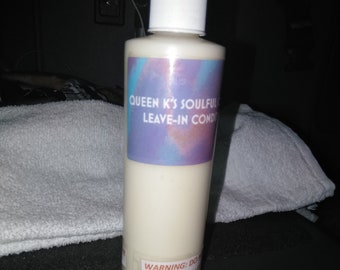 QUEEN K'S SOULFUL
LEAVE-IN COND
WARNING: DO